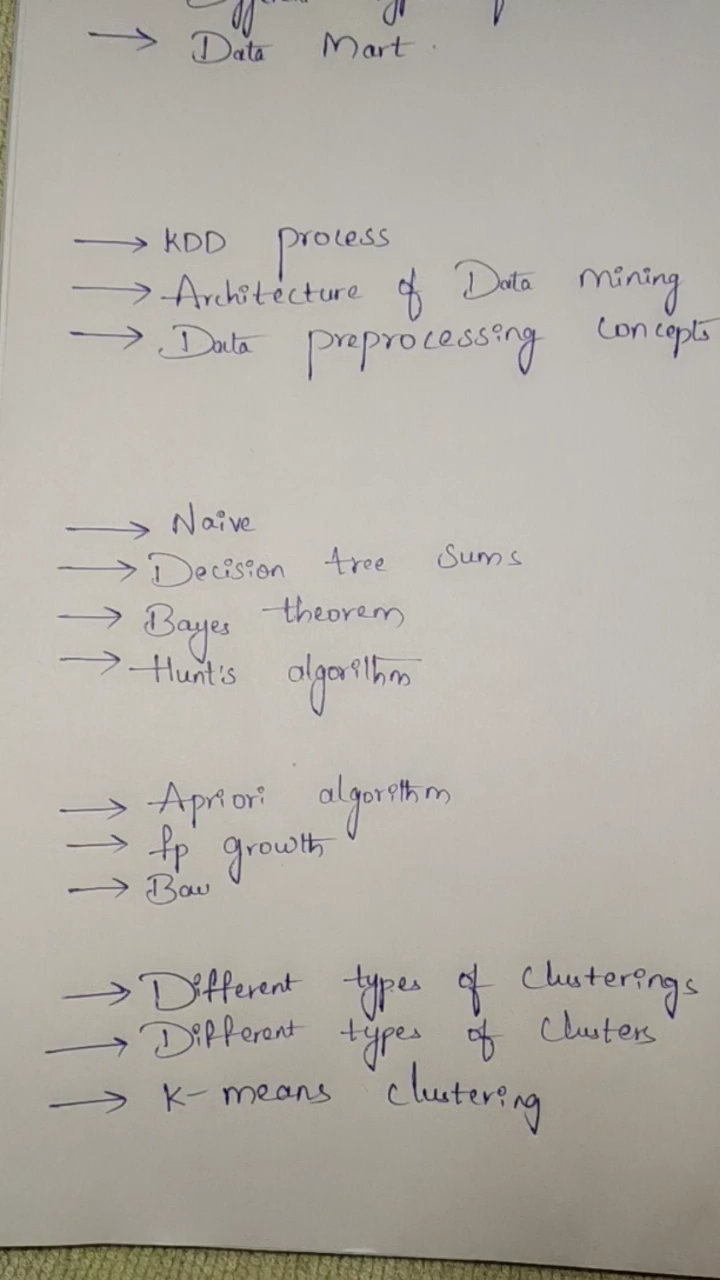 → Data Mart.
→ KDD process
→ Architecture of Data mining
→ Data preprocessing concepts
→ Naive
→ Decision tree sums
→ Bayes theorem
→ Hunt's algorithm
→ Apriori algorithm
→ fp growth
→ Different types of clusterings
→ Different types of clusters
→ K-means clustering